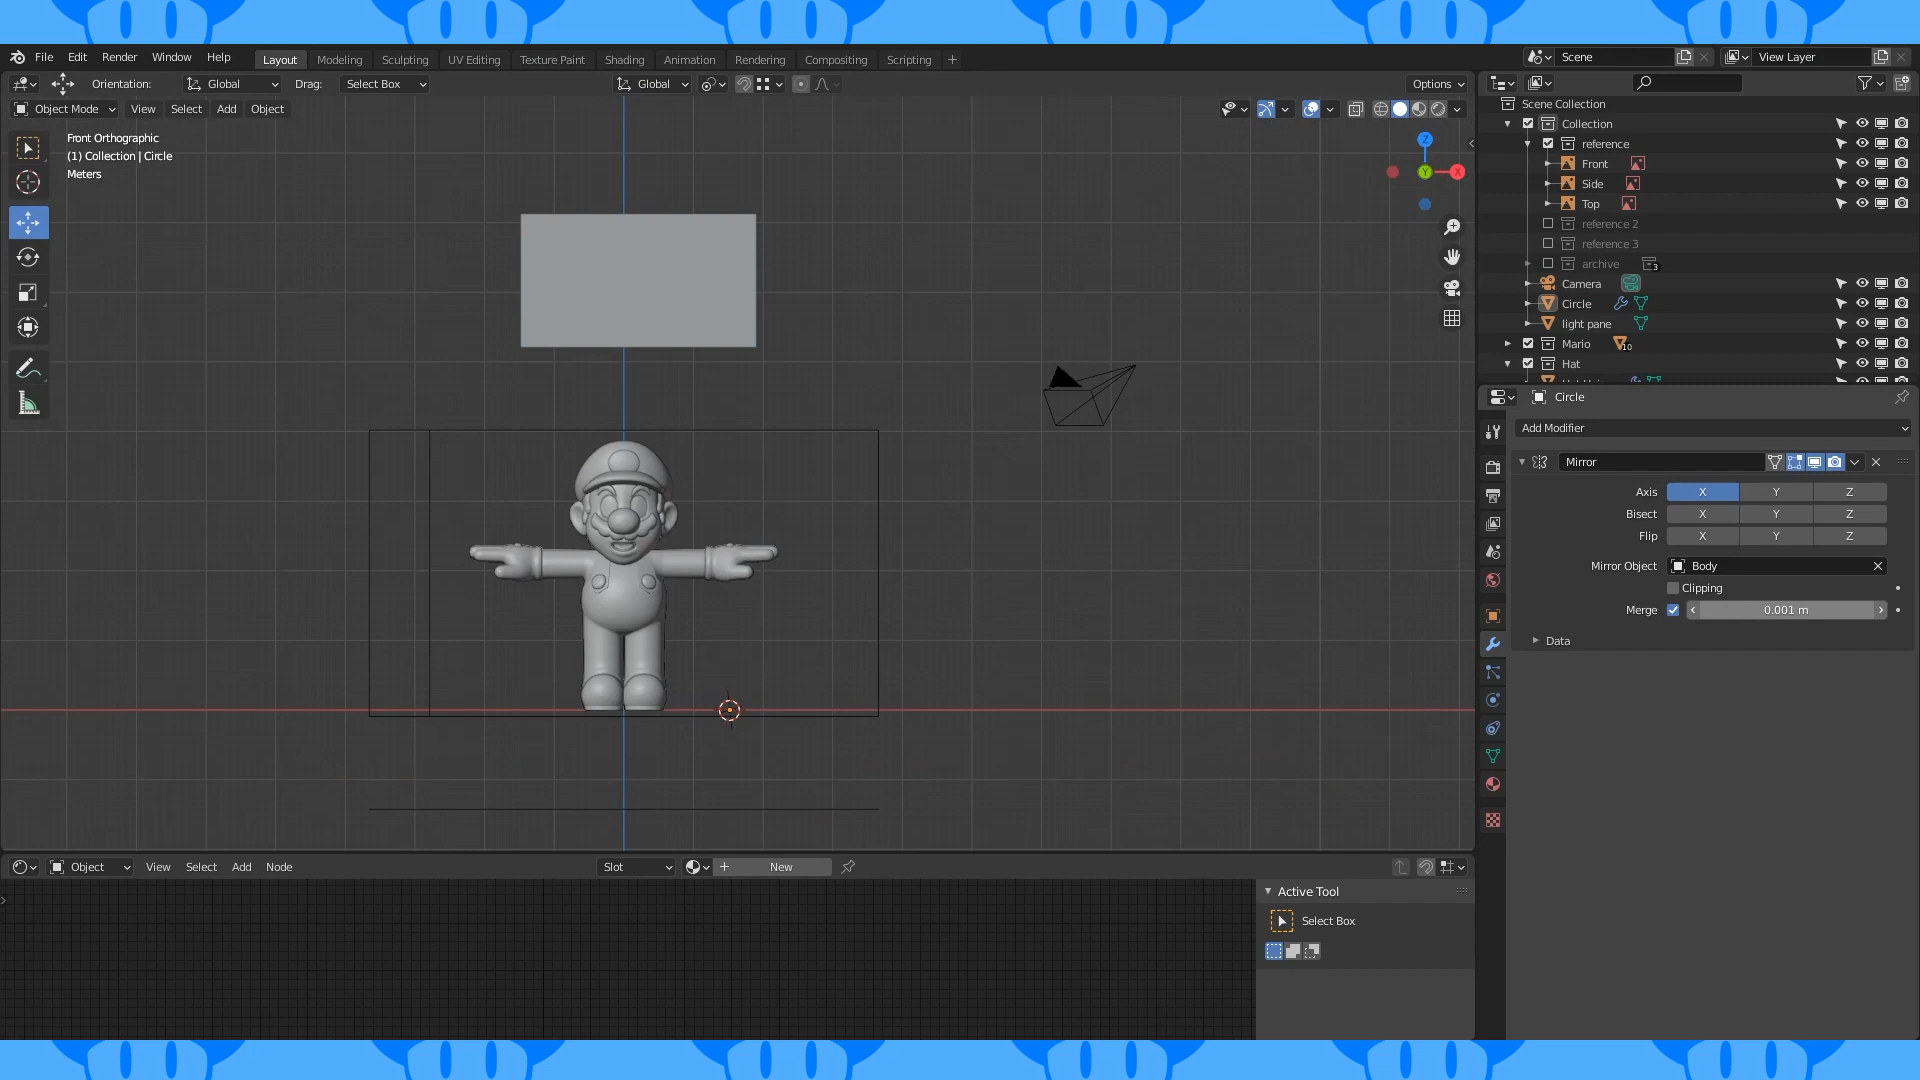 File Edit Render Window Help Layout Modeling Sculpting UV Editing Texture Paint Shading Animation Rendering Compositing Scripting + Scene View Layer
Orientation: Global Drag: Select Box Global Options
Object Mode View Select Add Object
Front Orthographic
(1) Collection | Circle
Meters
Z
Y
X
Scene Collection
Collection
reference
Front
Side
Top
reference 2
reference 3
archive 3
Camera
Circle
light pane
Mario 10
Hat
Circle
Add Modifier
Mirror
Axis X Y Z
Bisect X Y Z
Flip X Y Z
Mirror Object Body
Clipping
Merge 0.001 m
Data
Object View Select Add Node Slot + New
Active Tool
Select Box